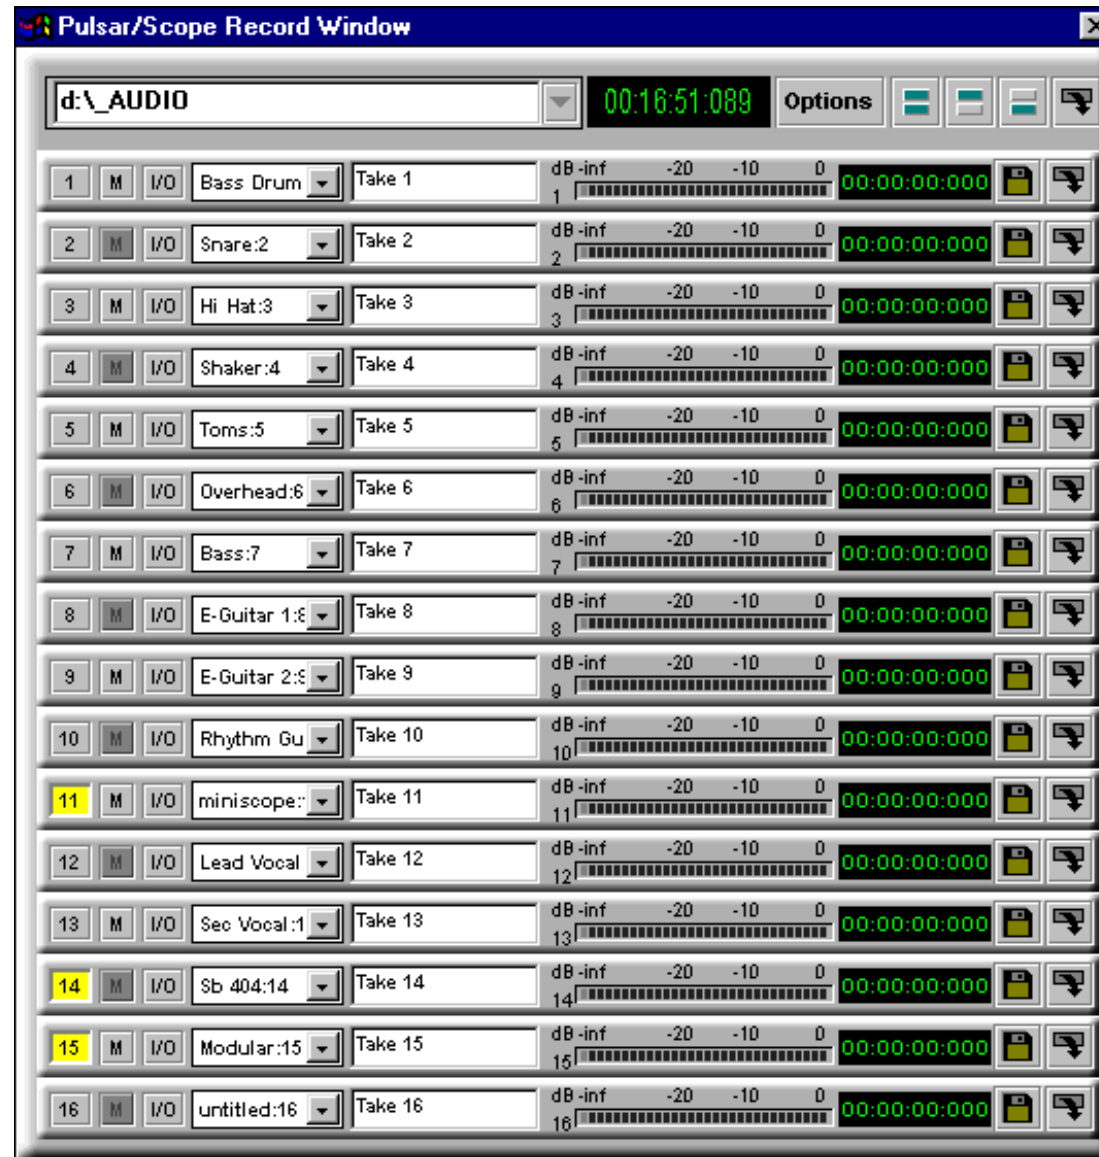 Pulsar/Scope Record Window
d:\_AUDIO 00:16:51:089 Options
1 M I/O Bass Drum Take 1 dB -inf -20 -10 0 1 00:00:00:000
2 M I/O Snare:2 Take 2 dB -inf -20 -10 0 2 00:00:00:000
3 M I/O Hi Hat:3 Take 3 dB -inf -20 -10 0 3 00:00:00:000
4 M I/O Shaker:4 Take 4 dB -inf -20 -10 0 4 00:00:00:000
5 M I/O Toms:5 Take 5 dB -inf -20 -10 0 5 00:00:00:000
6 M I/O Overhead:6 Take 6 dB -inf -20 -10 0 6 00:00:00:000
7 M I/O Bass:7 Take 7 dB -inf -20 -10 0 7 00:00:00:000
8 M I/O E-Guitar 1:8 Take 8 dB -inf -20 -10 0 8 00:00:00:000
9 M I/O E-Guitar 2:9 Take 9 dB -inf -20 -10 0 9 00:00:00:000
10 M I/O Rhythm Gu Take 10 dB -inf -20 -10 0 10 00:00:00:000
11 M I/O miniscope: Take 11 dB -inf -20 -10 0 11 00:00:00:000
12 M I/O Lead Vocal Take 12 dB -inf -20 -10 0 12 00:00:00:000
13 M I/O Sec Vocal:1 Take 13 dB -inf -20 -10 0 13 00:00:00:000
14 M I/O Sb 404:14 Take 14 dB -inf -20 -10 0 14 00:00:00:000
15 M I/O Modular:15 Take 15 dB -inf -20 -10 0 15 00:00:00:000
16 M I/O untitled:16 Take 16 dB -inf -20 -10 0 16 00:00:00:000